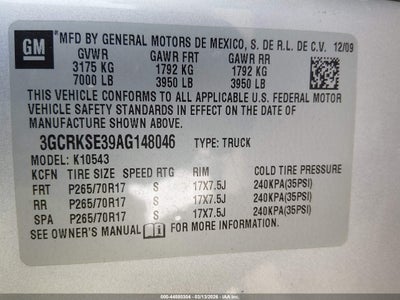 GM
*MFD BY GENERAL MOTORS DE MEXICO, S. DE R.L. DE C.V. 12/09
GVWR GAWR FRT GAWR RR
3175 KG 1792 KG 1792 KG
7000 LB 3950 LB 3950 LB
THIS VEHICLE CONFORMS TO ALL APPLICABLE U.S. FEDERAL MOTOR
VEHICLE SAFETY STANDARDS IN EFFECT ON THE DATE OF
MANUFACTURE SHOWN ABOVE.
3GCRKSE39AG148046 TYPE: TRUCK
MODEL: K10543
KCFN TIRE SIZE SPEED RTG RIM COLD TIRE PRESSURE
FRT P265/70R17 S 17X7.5J 240KPA(35PSI)
RR P265/70R17 S 17X7.5J 240KPA(35PSI)
SPA P265/70R17 S 17X7.5J 240KPA(35PSI)
SEE OWNER'S MANUAL FOR MORE INFORMATION.